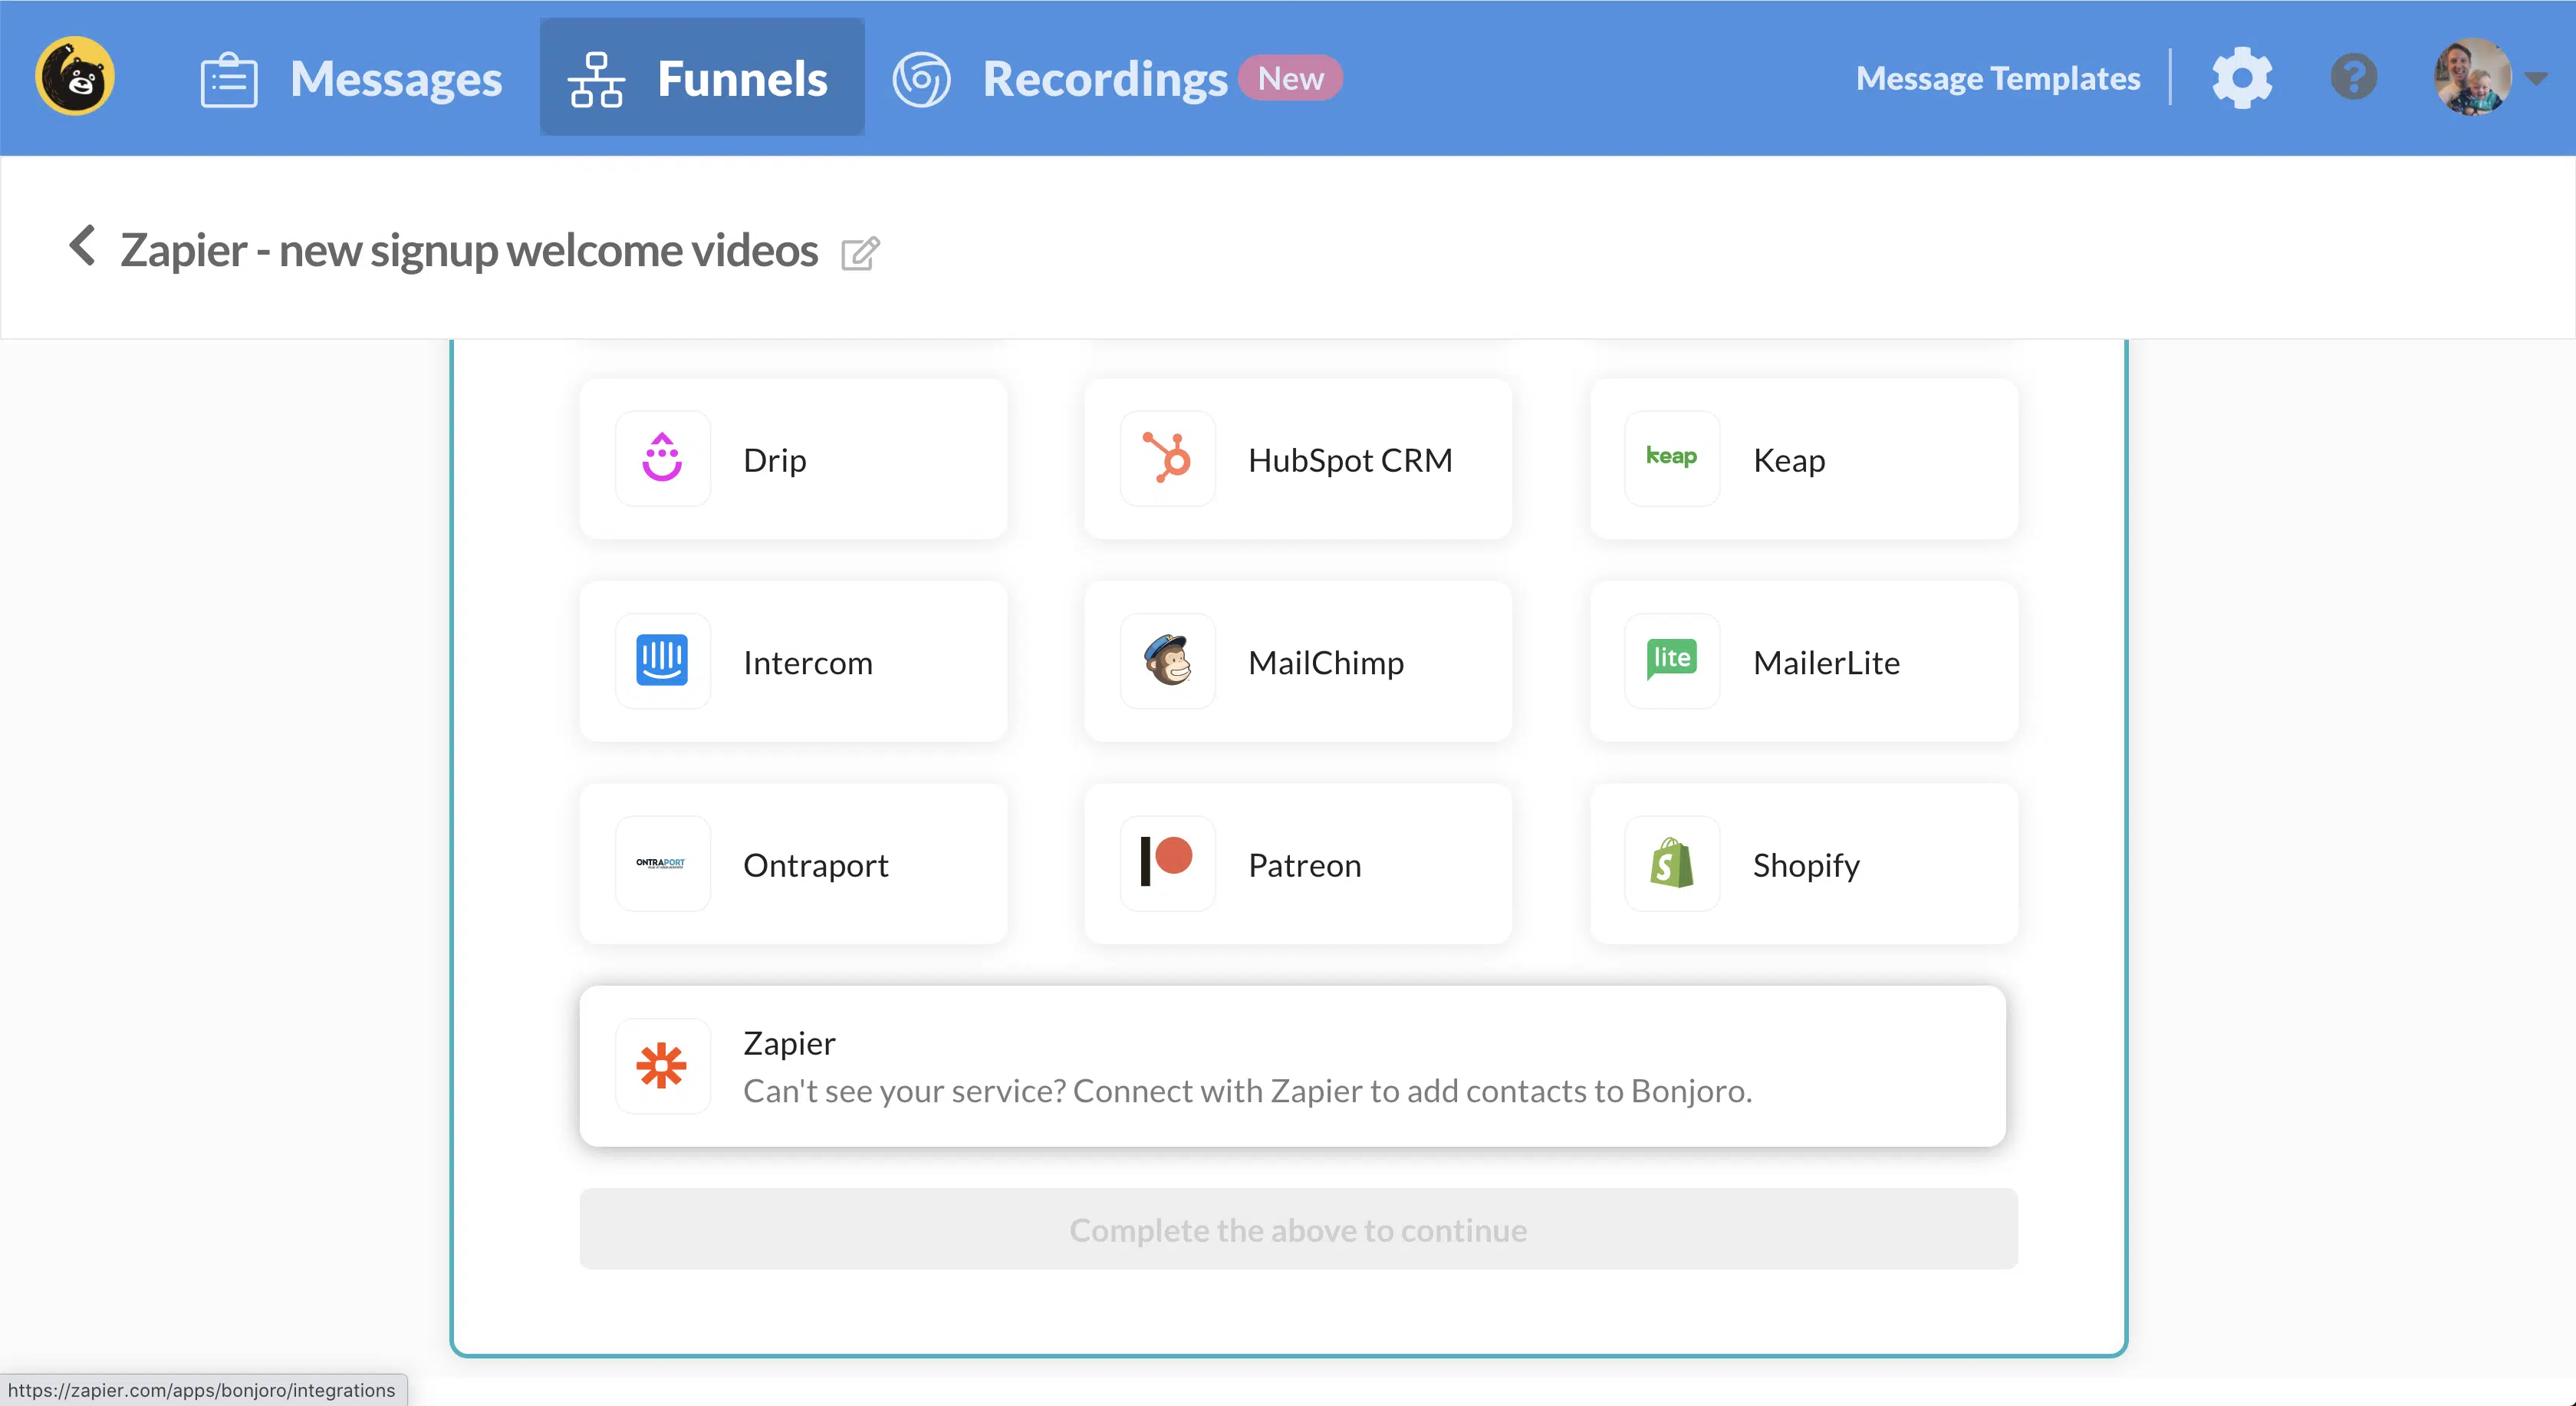 Messages
Funnels
Recordings New
Message Templates
?
Zapier - new signup welcome videos
Drip
HubSpot CRM
keap
Keap
Intercom
MailChimp
lite
MailerLite
ONTRAPORT
Ontraport
Patreon
S
Shopify
Zapier
Can't see your service? Connect with Zapier to add contacts to Bonjoro.
Complete the above to continue
https://zapier.com/apps/bonjoro/integrations